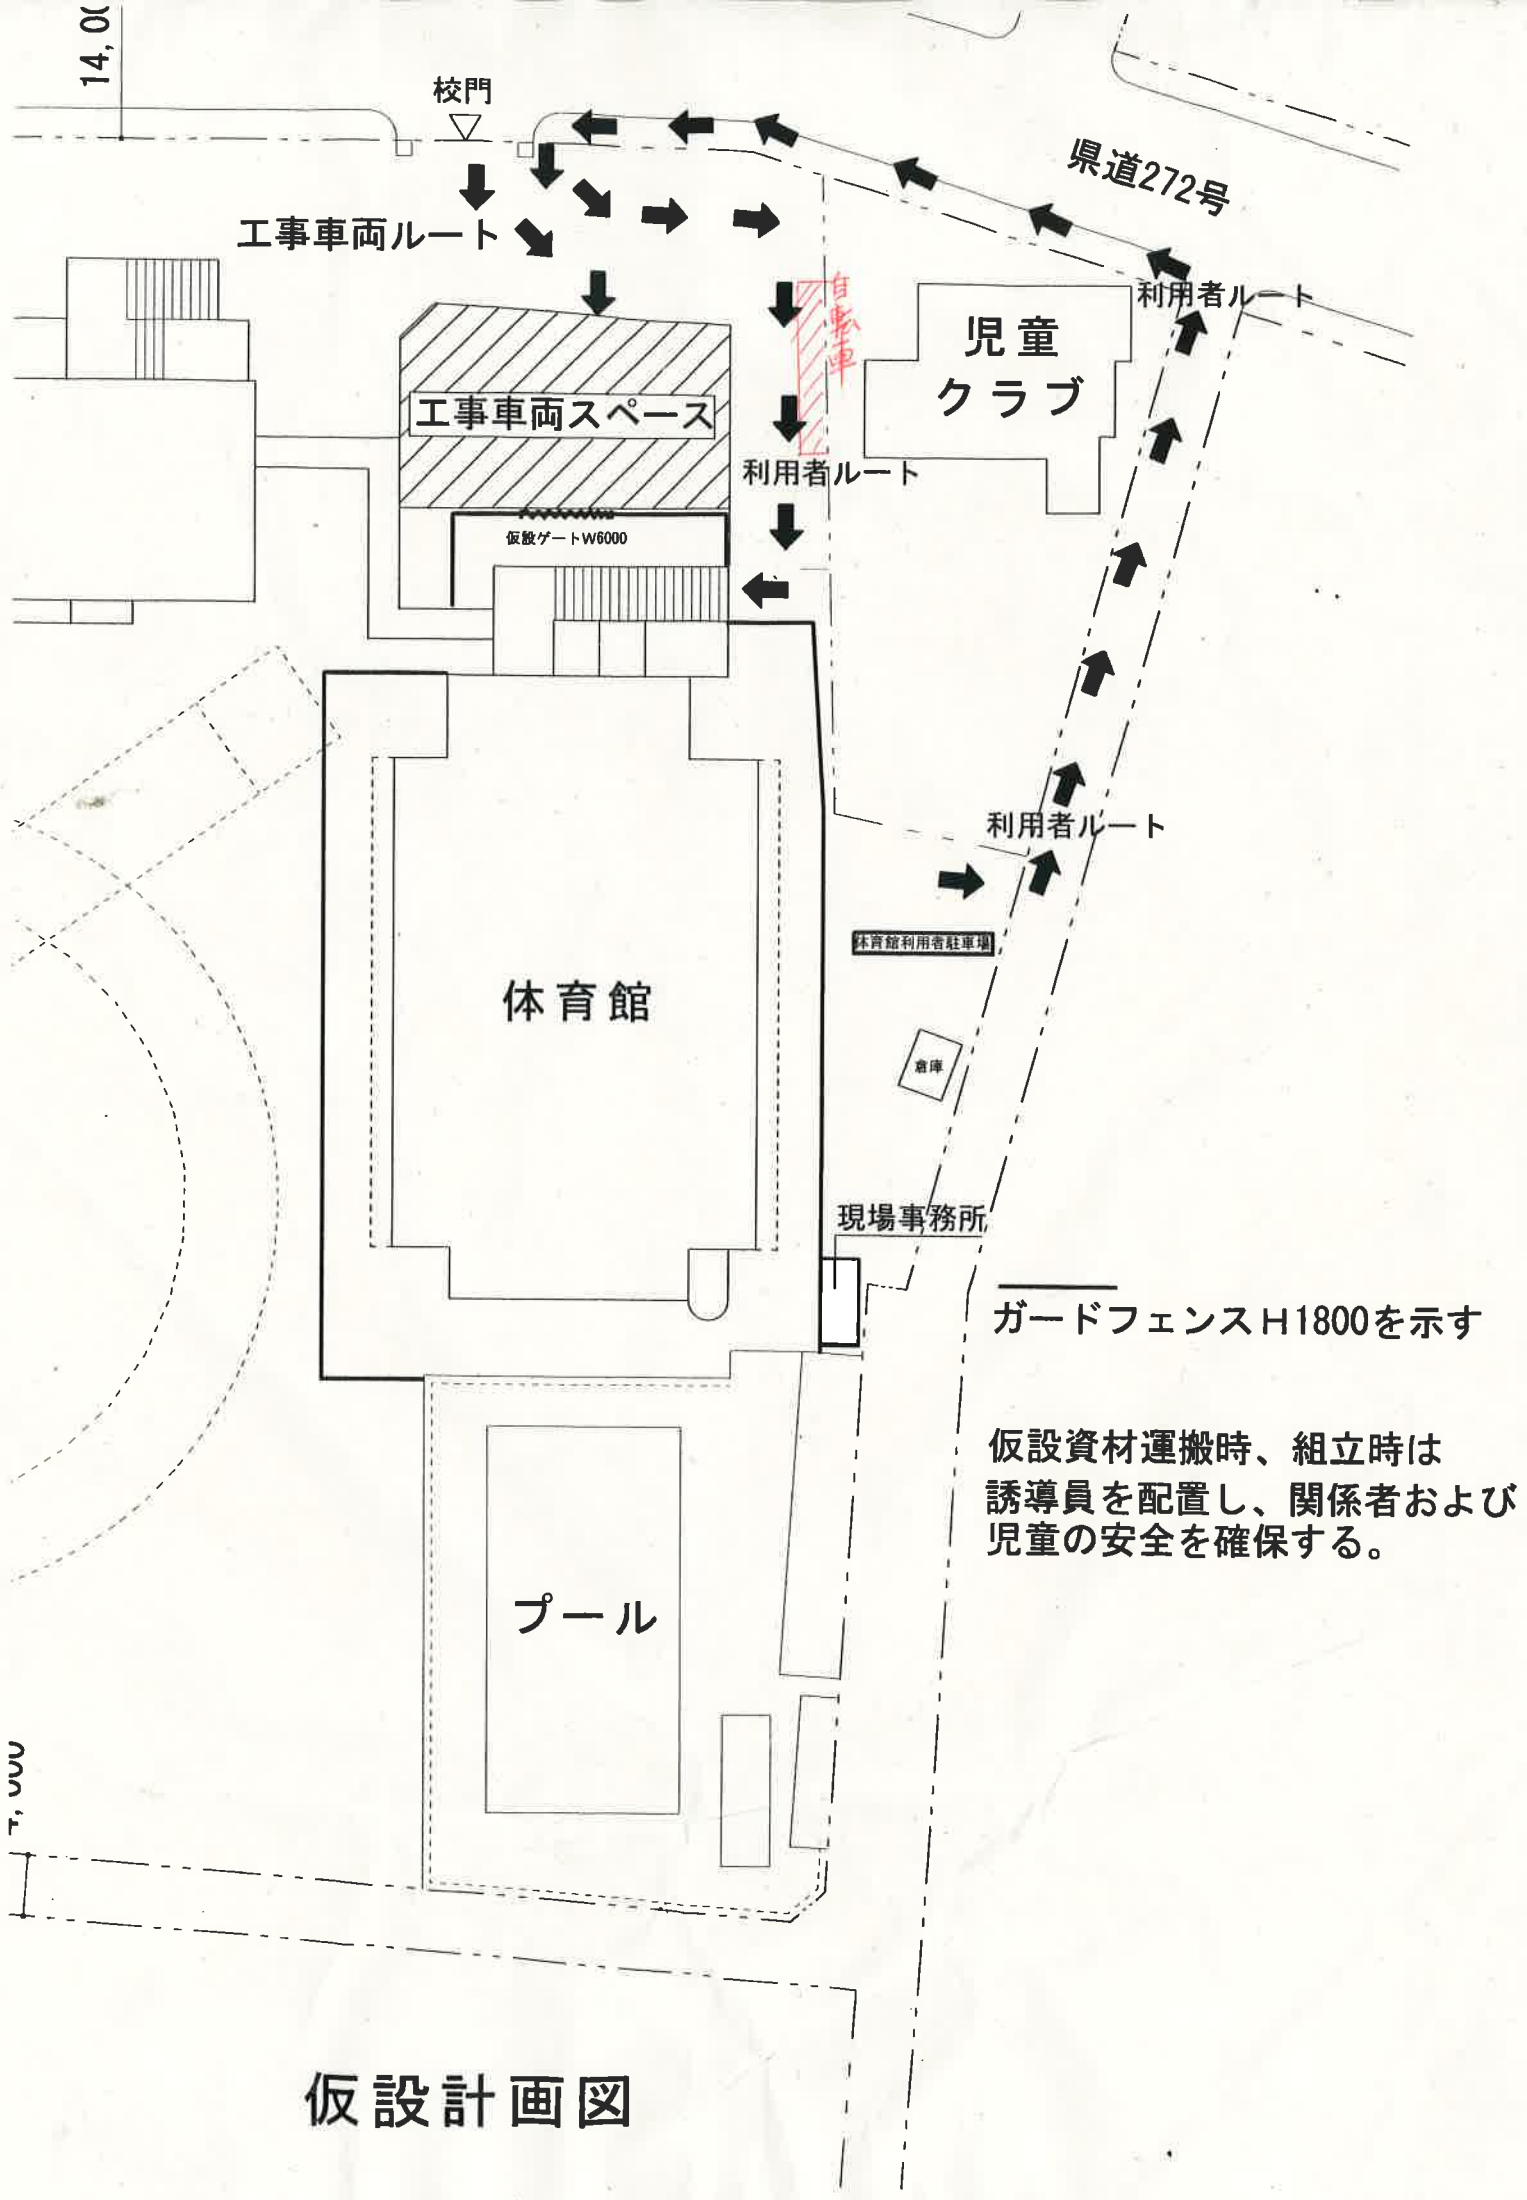 14,00
校門
県道272号
工事車両ルート
自転車
利用者ルート
児童
クラブ
工事車両スペース
利用者ルート
仮設ゲートW6000
利用者ルート
体育館利用者駐車場
体育館
倉庫
現場事務所
ガードフェンスH1800を示す
仮設資材運搬時、組立時は
誘導員を配置し、関係者および
児童の安全を確保する。
プール
仮設計画図